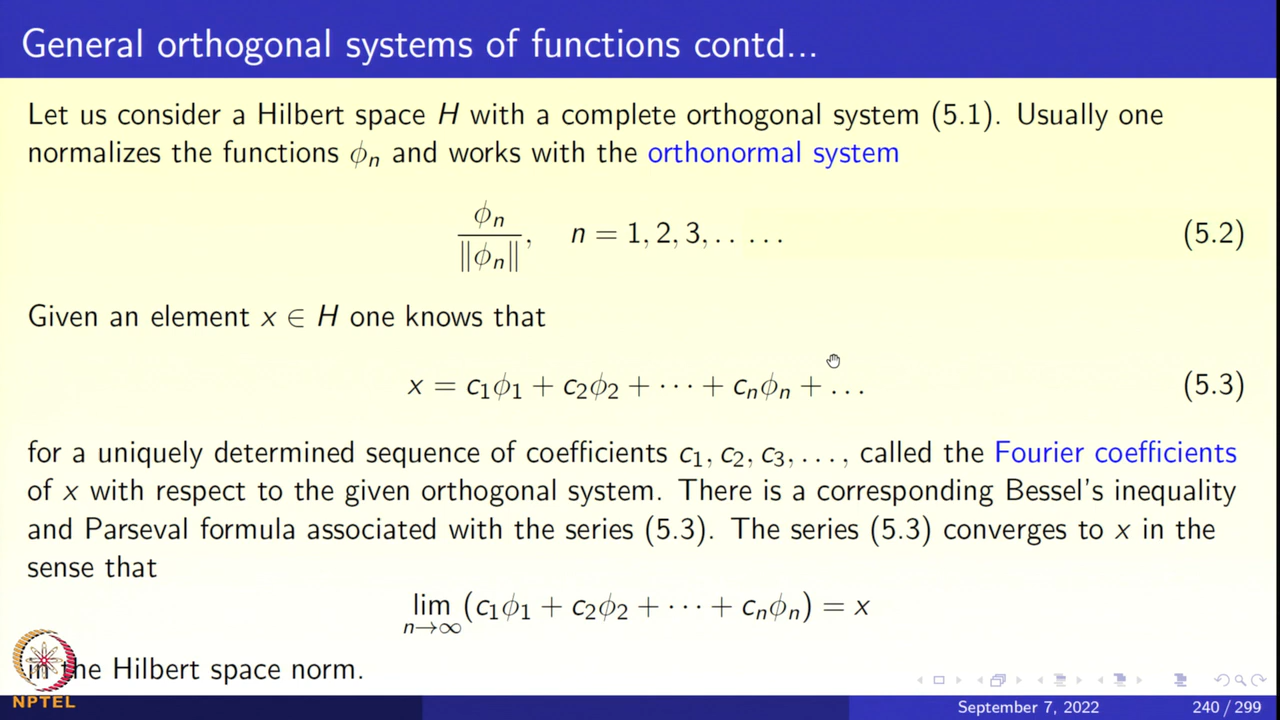 General orthogonal systems of functions contd...
Let us consider a Hilbert space H with a complete orthogonal system (5.1). Usually one
normalizes the functions ϕn and works with the orthonormal system
ϕn/‖ϕn‖, n = 1, 2, 3, . . . . . (5.2)
Given an element x ∈ H one knows that
x = c1ϕ1 + c2ϕ2 + · · · + cnϕn + . . . (5.3)
for a uniquely determined sequence of coefficients c1, c2, c3, . . . , called the Fourier coefficients
of x with respect to the given orthogonal system. There is a corresponding Bessel's inequality
and Parseval formula associated with the series (5.3). The series (5.3) converges to x in the
sense that
lim n→∞ (c1ϕ1 + c2ϕ2 + · · · + cnϕn) = x
in the Hilbert space norm.
NPTEL
September 7, 2022 240 / 299